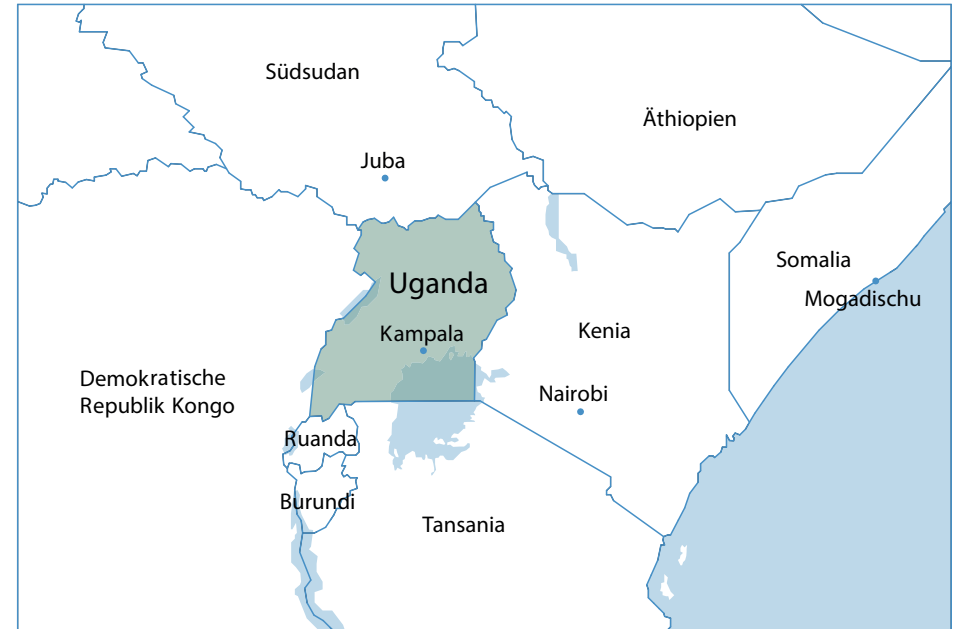 Südsudan
Äthiopien
Juba
Somalia
Uganda
Mogadischu
Kampala
Kenia
Demokratische
Republik Kongo
Nairobi
Ruanda
Burundi
Tansania